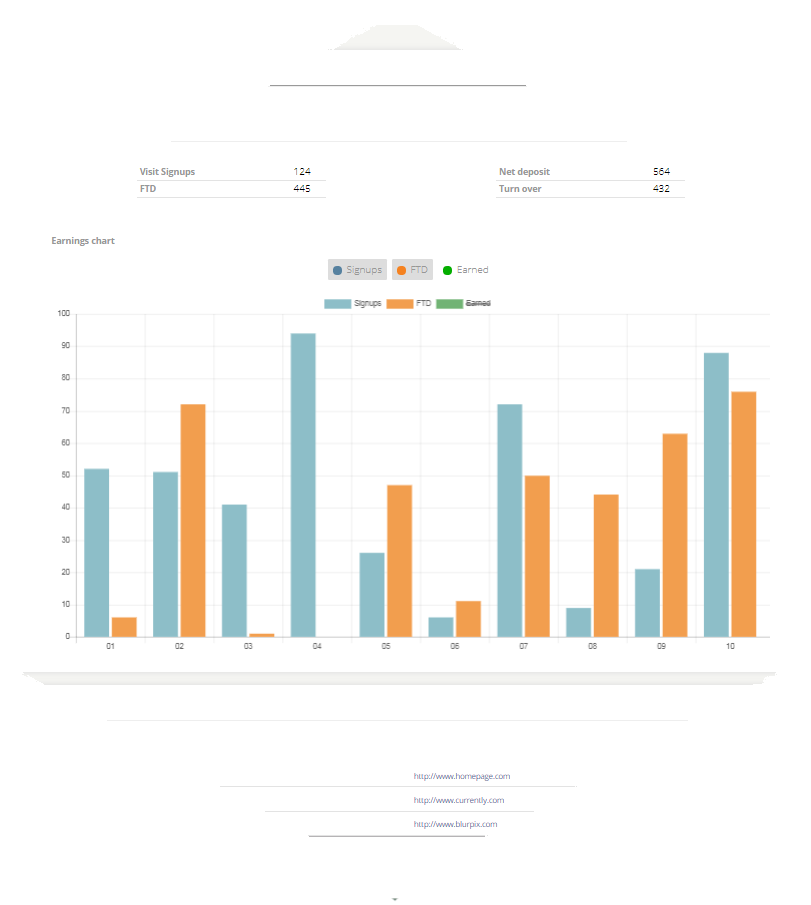 Visit Signups 124 Net deposit 564
FTD 445 Turn over 432
Earnings chart
Signups FTD Earned
Signups FTD Earned
100
90
80
70
60
50
40
30
20
10
0
01 02 03 04 05 06 07 08 09 10
http://www.homepage.com
http://www.currently.com
http://www.blurpix.com